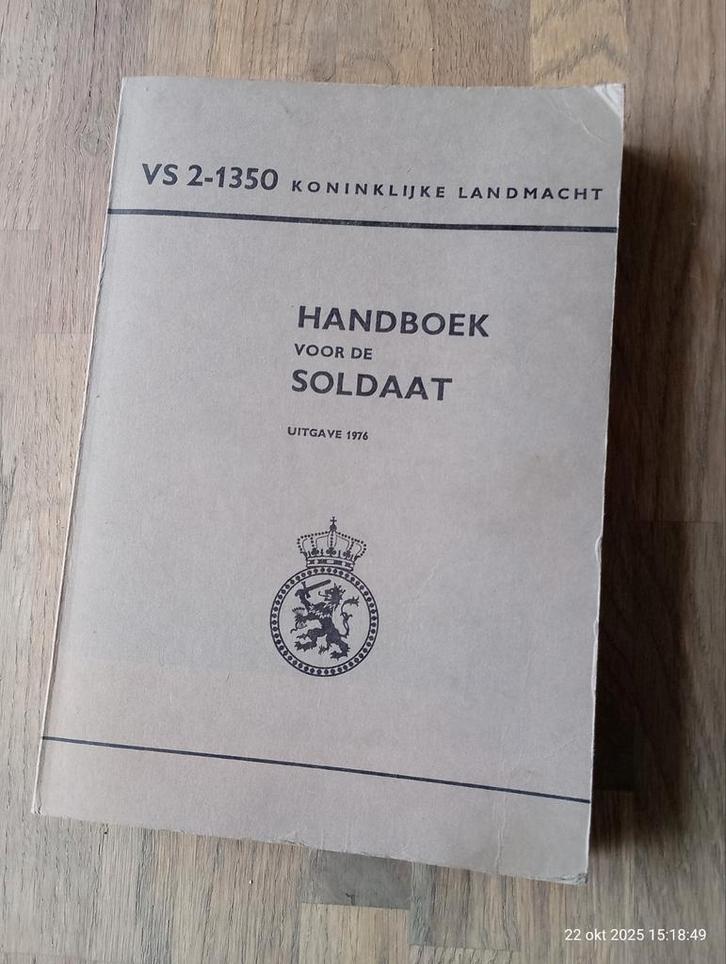 VS 2-1350 KONINKLIJKE LANDMACHT
HANDBOEK
VOOR DE
SOLDAAT
UITGAVE 1976
22 okt 2025 15:18:49